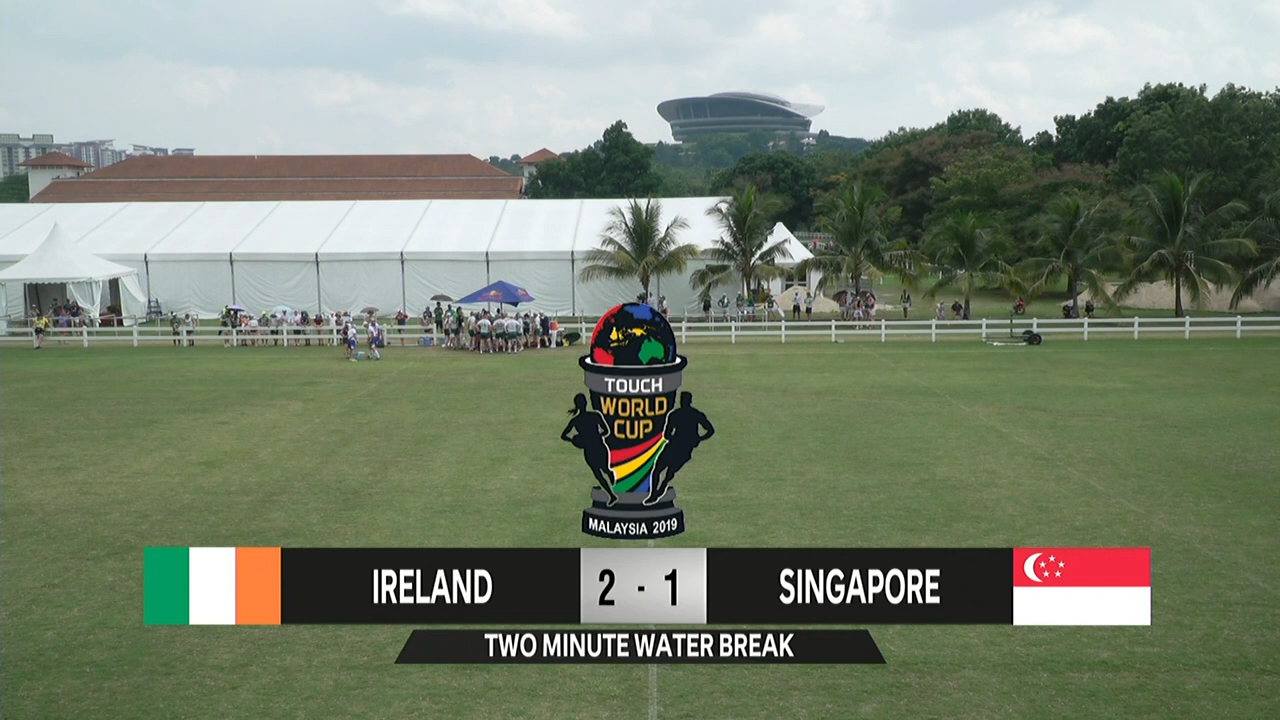 TOUCH
WORLD
CUP
MALAYSIA 2019
IRELAND 2 - 1 SINGAPORE
TWO MINUTE WATER BREAK